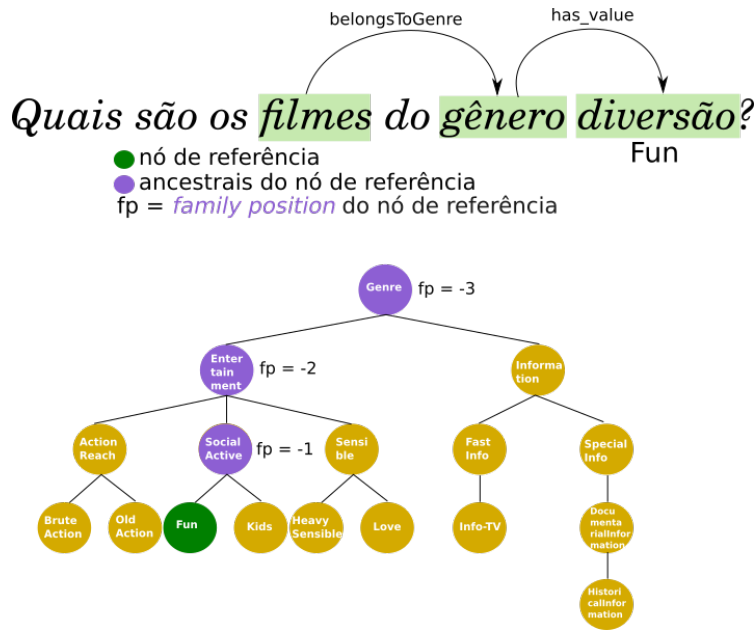 belongsToGenre
has_value
Quais são os filmes do gênero diversão?
Fun
nó de referência
ancestrais do nó de referência
fp = family position do nó de referência
Genre
fp = -3
Enter
tain
ment
fp = -2
Informa
tion
Action
Reach
Social
Active
fp = -1
Sensi
ble
Fast
Info
Special
Info
Brute
Action
Old
Action
Fun
Kids
Heavy
Sensible
Love
Info-TV
Docu
menta
rialInfor
mation
Histori
calInfor
mation